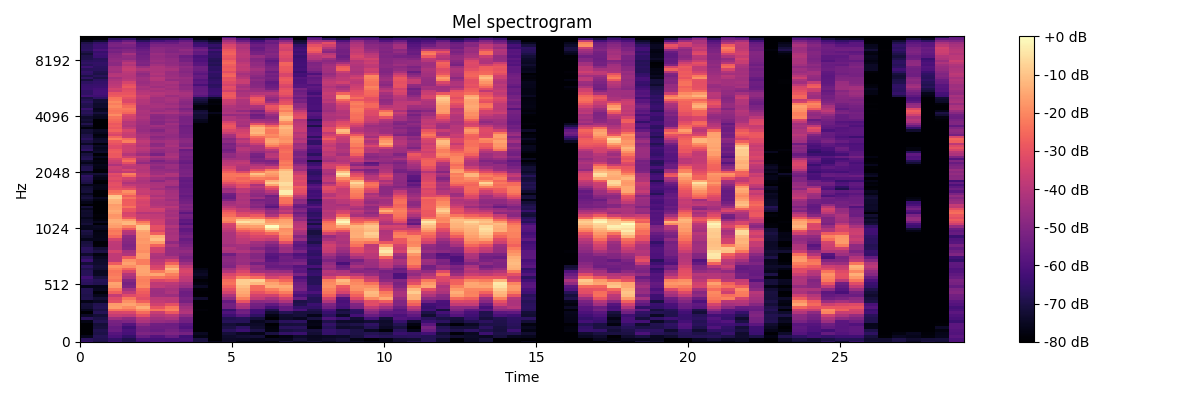 Mel spectrogram
8192
4096
2048
1024
512
0
Hz
0 5 10 15 20 25
Time
+0 dB
-10 dB
-20 dB
-30 dB
-40 dB
-50 dB
-60 dB
-70 dB
-80 dB